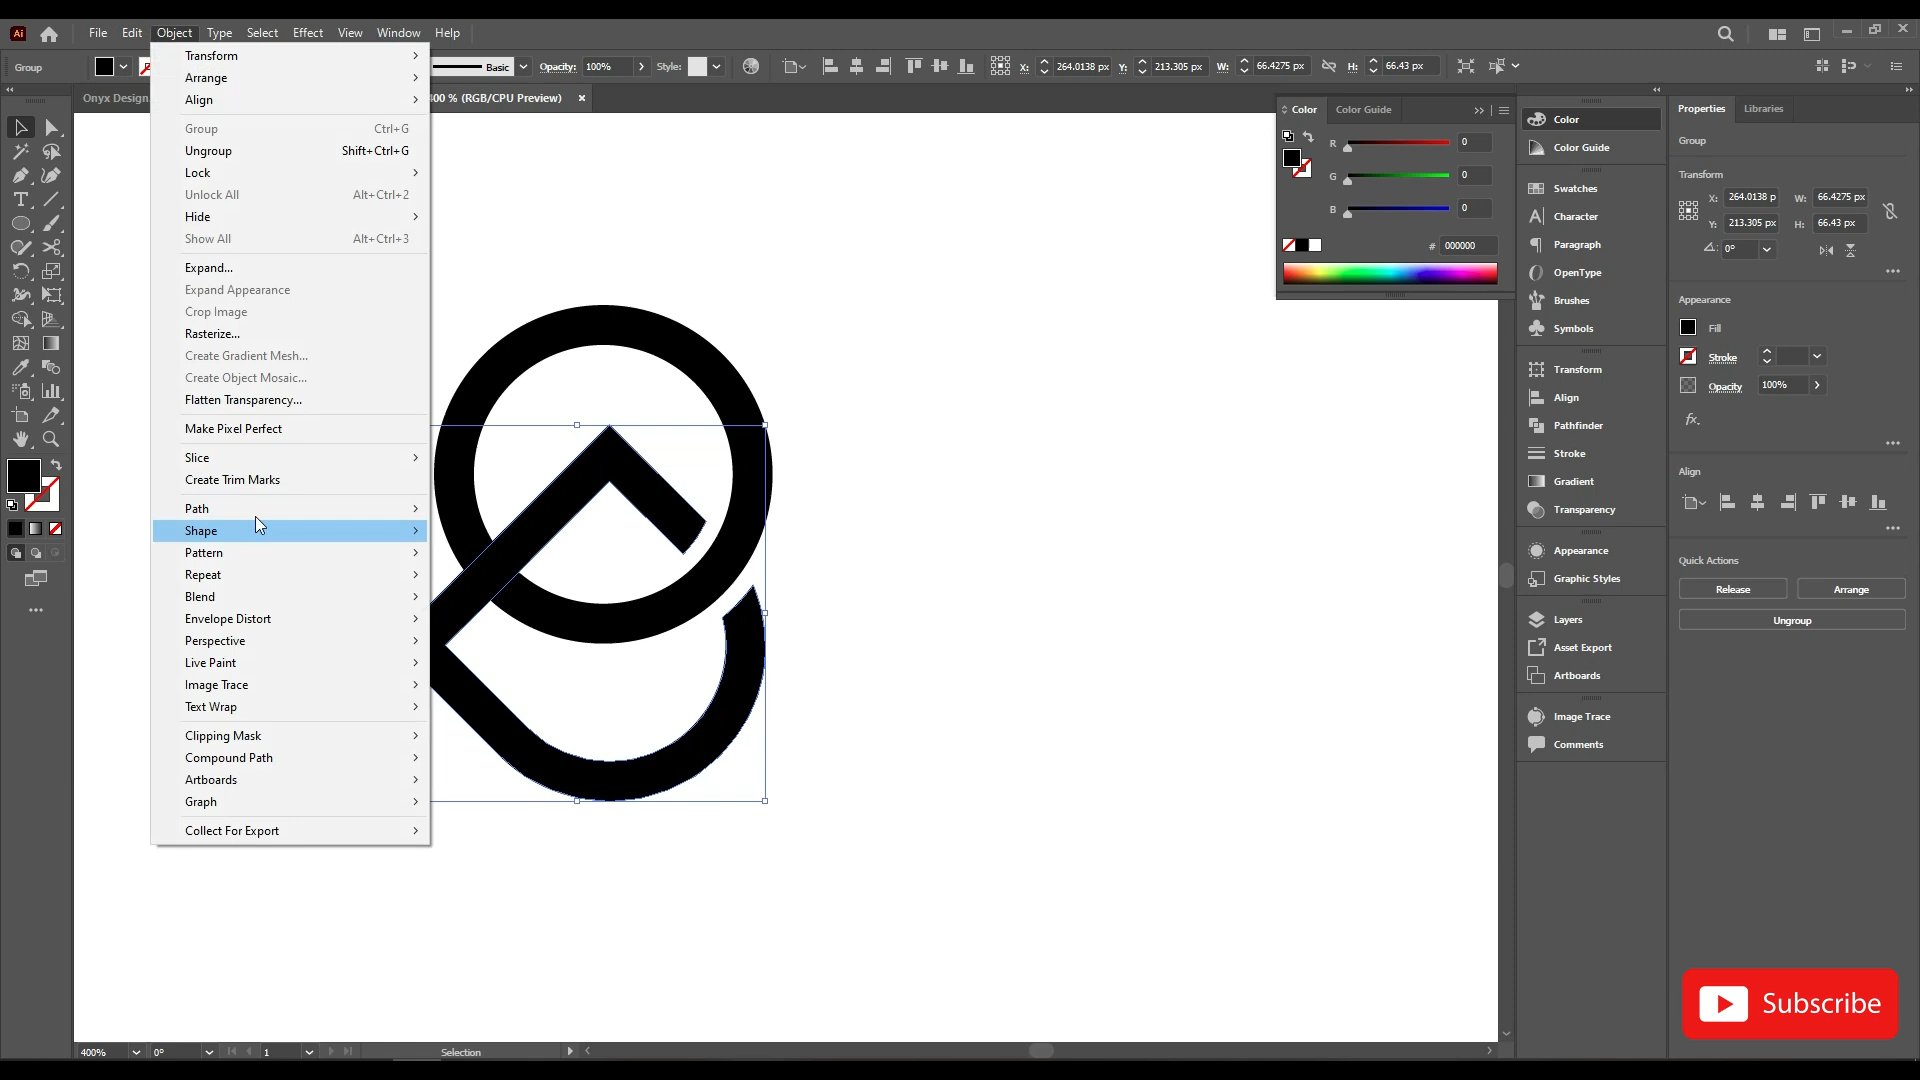 Ai File Edit Object Type Select Effect View Window Help
Group Basic Opacity: 100% Style: X: 264.0138 px Y: 213.305 px W: 66.4275 px H: 66.43 px
Onyx Design. 400 % (RGB/CPU Preview) ×
Transform
Arrange
Align
Group Ctrl+G
Ungroup Shift+Ctrl+G
Lock
Unlock All Alt+Ctrl+2
Hide
Show All Alt+Ctrl+3
Expand...
Expand Appearance
Crop Image
Rasterize...
Create Gradient Mesh...
Create Object Mosaic...
Flatten Transparency...
Make Pixel Perfect
Slice
Create Trim Marks
Path
Shape
Pattern
Repeat
Blend
Envelope Distort
Perspective
Live Paint
Image Trace
Text Wrap
Clipping Mask
Compound Path
Artboards
Graph
Collect For Export
Color Color Guide
R 0
G 0
B 0
# 000000
Color
Color Guide
Swatches
Character
Paragraph
OpenType
Brushes
Symbols
Transform
Align
Pathfinder
Stroke
Gradient
Transparency
Appearance
Graphic Styles
Layers
Asset Export
Artboards
Image Trace
Comments
Properties Libraries
Group
Transform
X: 264.0138 p W: 66.4275 px
Y: 213.305 px H: 66.43 px
0°
Appearance
Fill
Stroke
Opacity 100%
fx.
Align
Quick Actions
Release Arrange
Ungroup
Subscribe
400% 0° 1 Selection